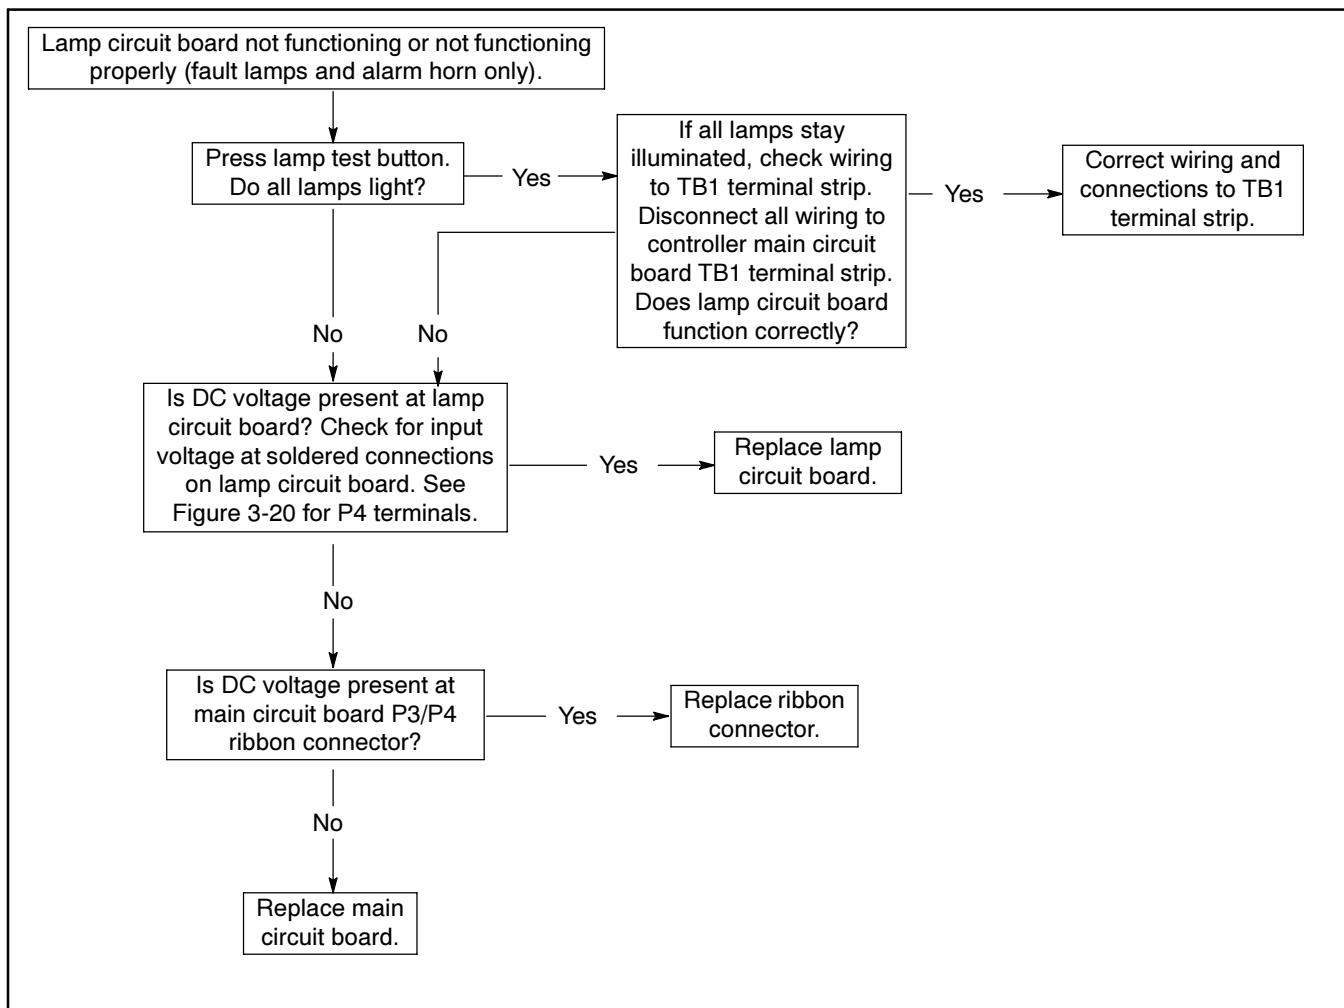 Lamp circuit board not functioning or not functioning
properly (fault lamps and alarm horn only).
Press lamp test button.
Do all lamps light?
Yes
If all lamps stay
illuminated, check wiring
to TB1 terminal strip.
Disconnect all wiring to
controller main circuit
board TB1 terminal strip.
Does lamp circuit board
function correctly?
Yes
Correct wiring and
connections to TB1
terminal strip.
No
No
Is DC voltage present at lamp
circuit board? Check for input
voltage at soldered connections
on lamp circuit board. See
Figure 3-20 for P4 terminals.
Yes
Replace lamp
circuit board.
No
Is DC voltage present at
main circuit board P3/P4
ribbon connector?
Yes
Replace ribbon
connector.
No
Replace main
circuit board.